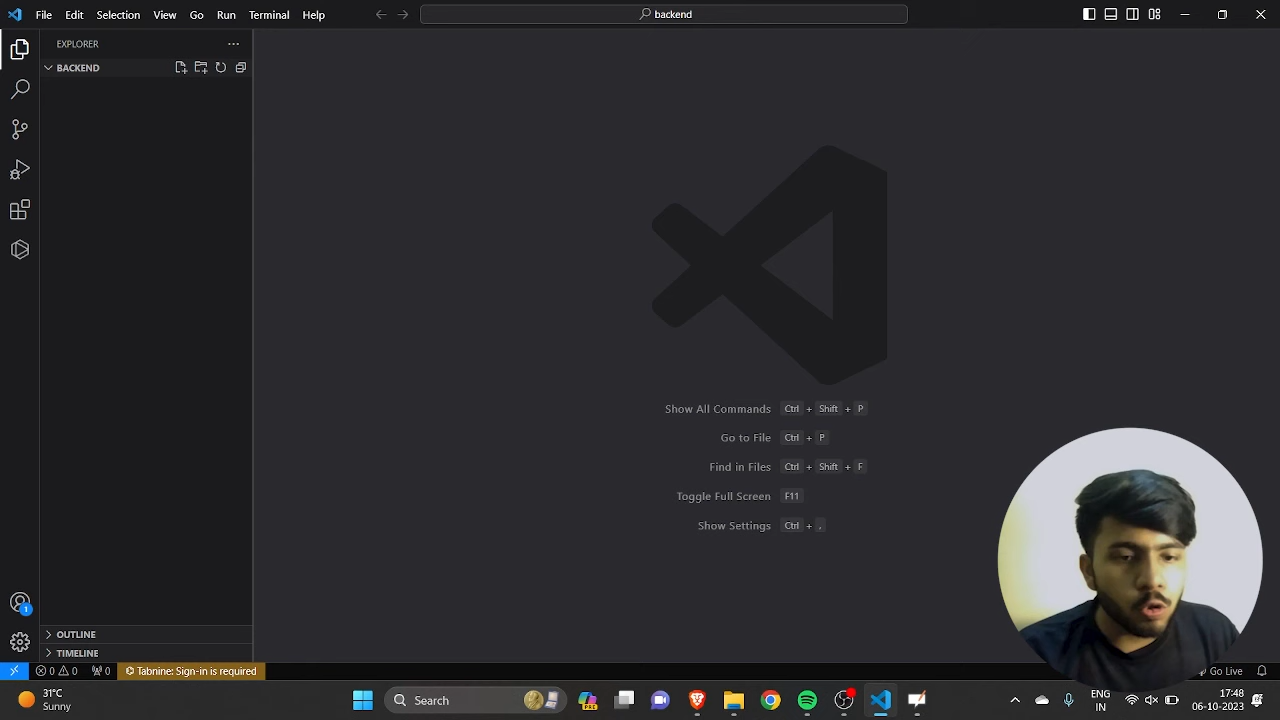 File Edit Selection View Go Run Terminal Help
backend
EXPLORER
BACKEND
Show All Commands Ctrl + Shift + P
Go to File Ctrl + P
Find in Files Ctrl + Shift + F
Toggle Full Screen F11
Show Settings Ctrl + ,
1
OUTLINE
TIMELINE
0 0 0 Tabnine: Sign-in is required
Go Live
31°C
Sunny
Search
PRE
ENG
IN
17:48
06-10-2023